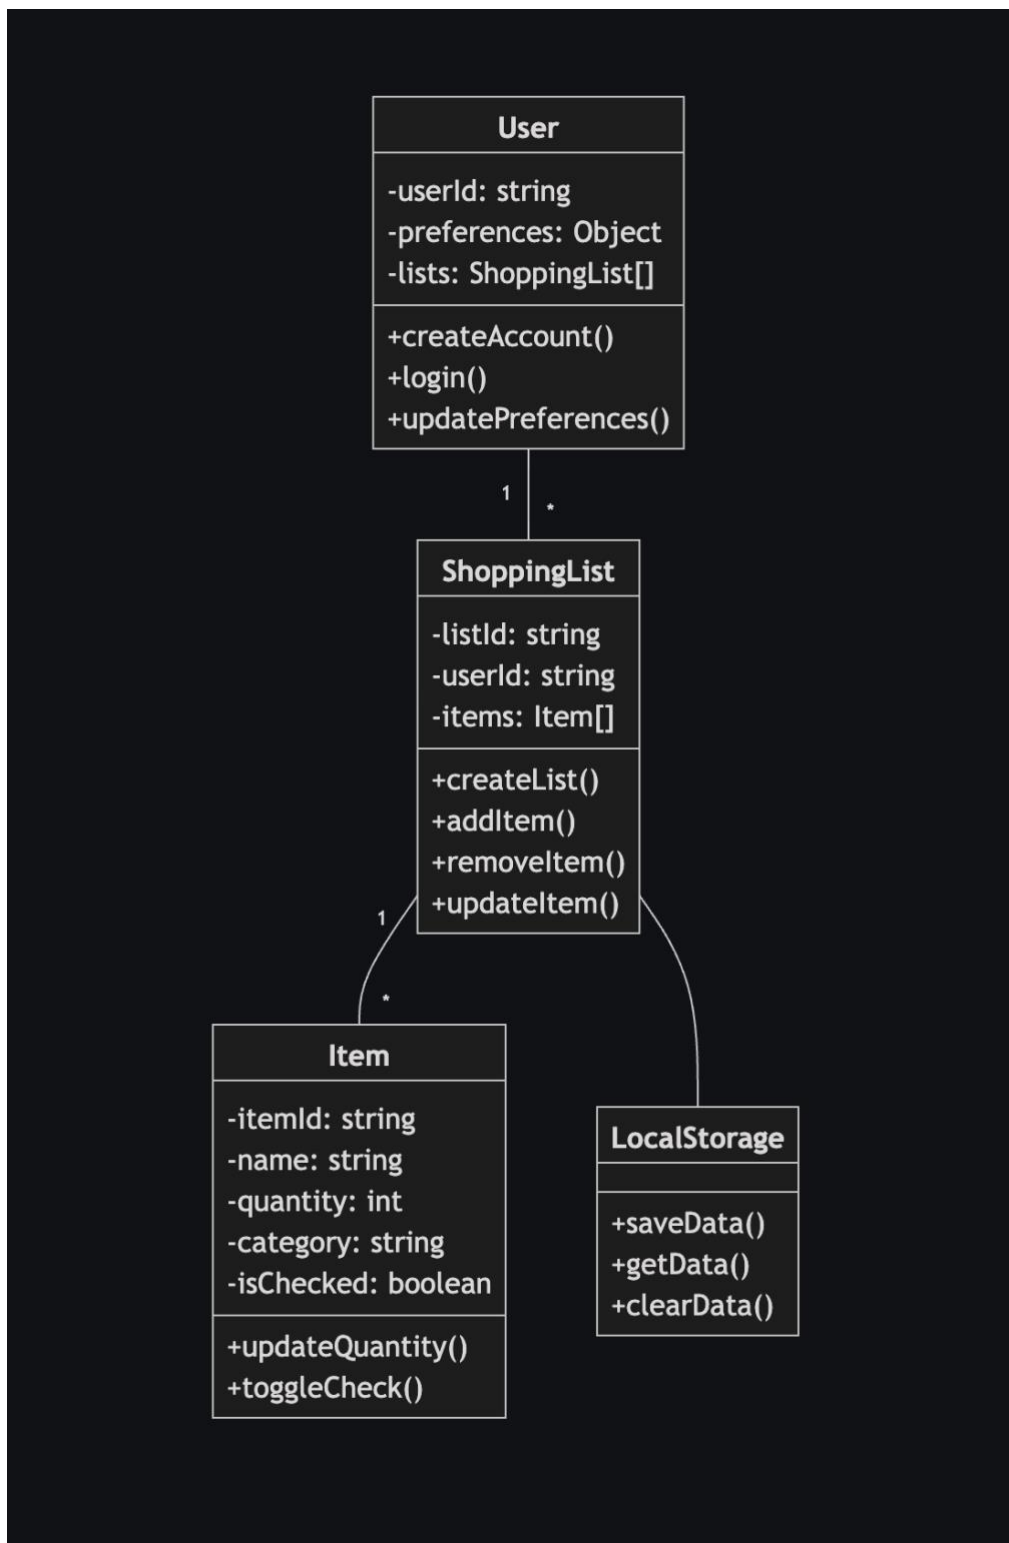 User
-userId: string
-preferences: Object
-lists: ShoppingList[]
+createAccount()
+login()
+updatePreferences()
1
*
ShoppingList
-listId: string
-userId: string
-items: Item[]
+createList()
+addItem()
+removeItem()
+updateItem()
1
*
Item
-itemId: string
-name: string
-quantity: int
-category: string
-isChecked: boolean
+updateQuantity()
+toggleCheck()
LocalStorage
+saveData()
+getData()
+clearData()